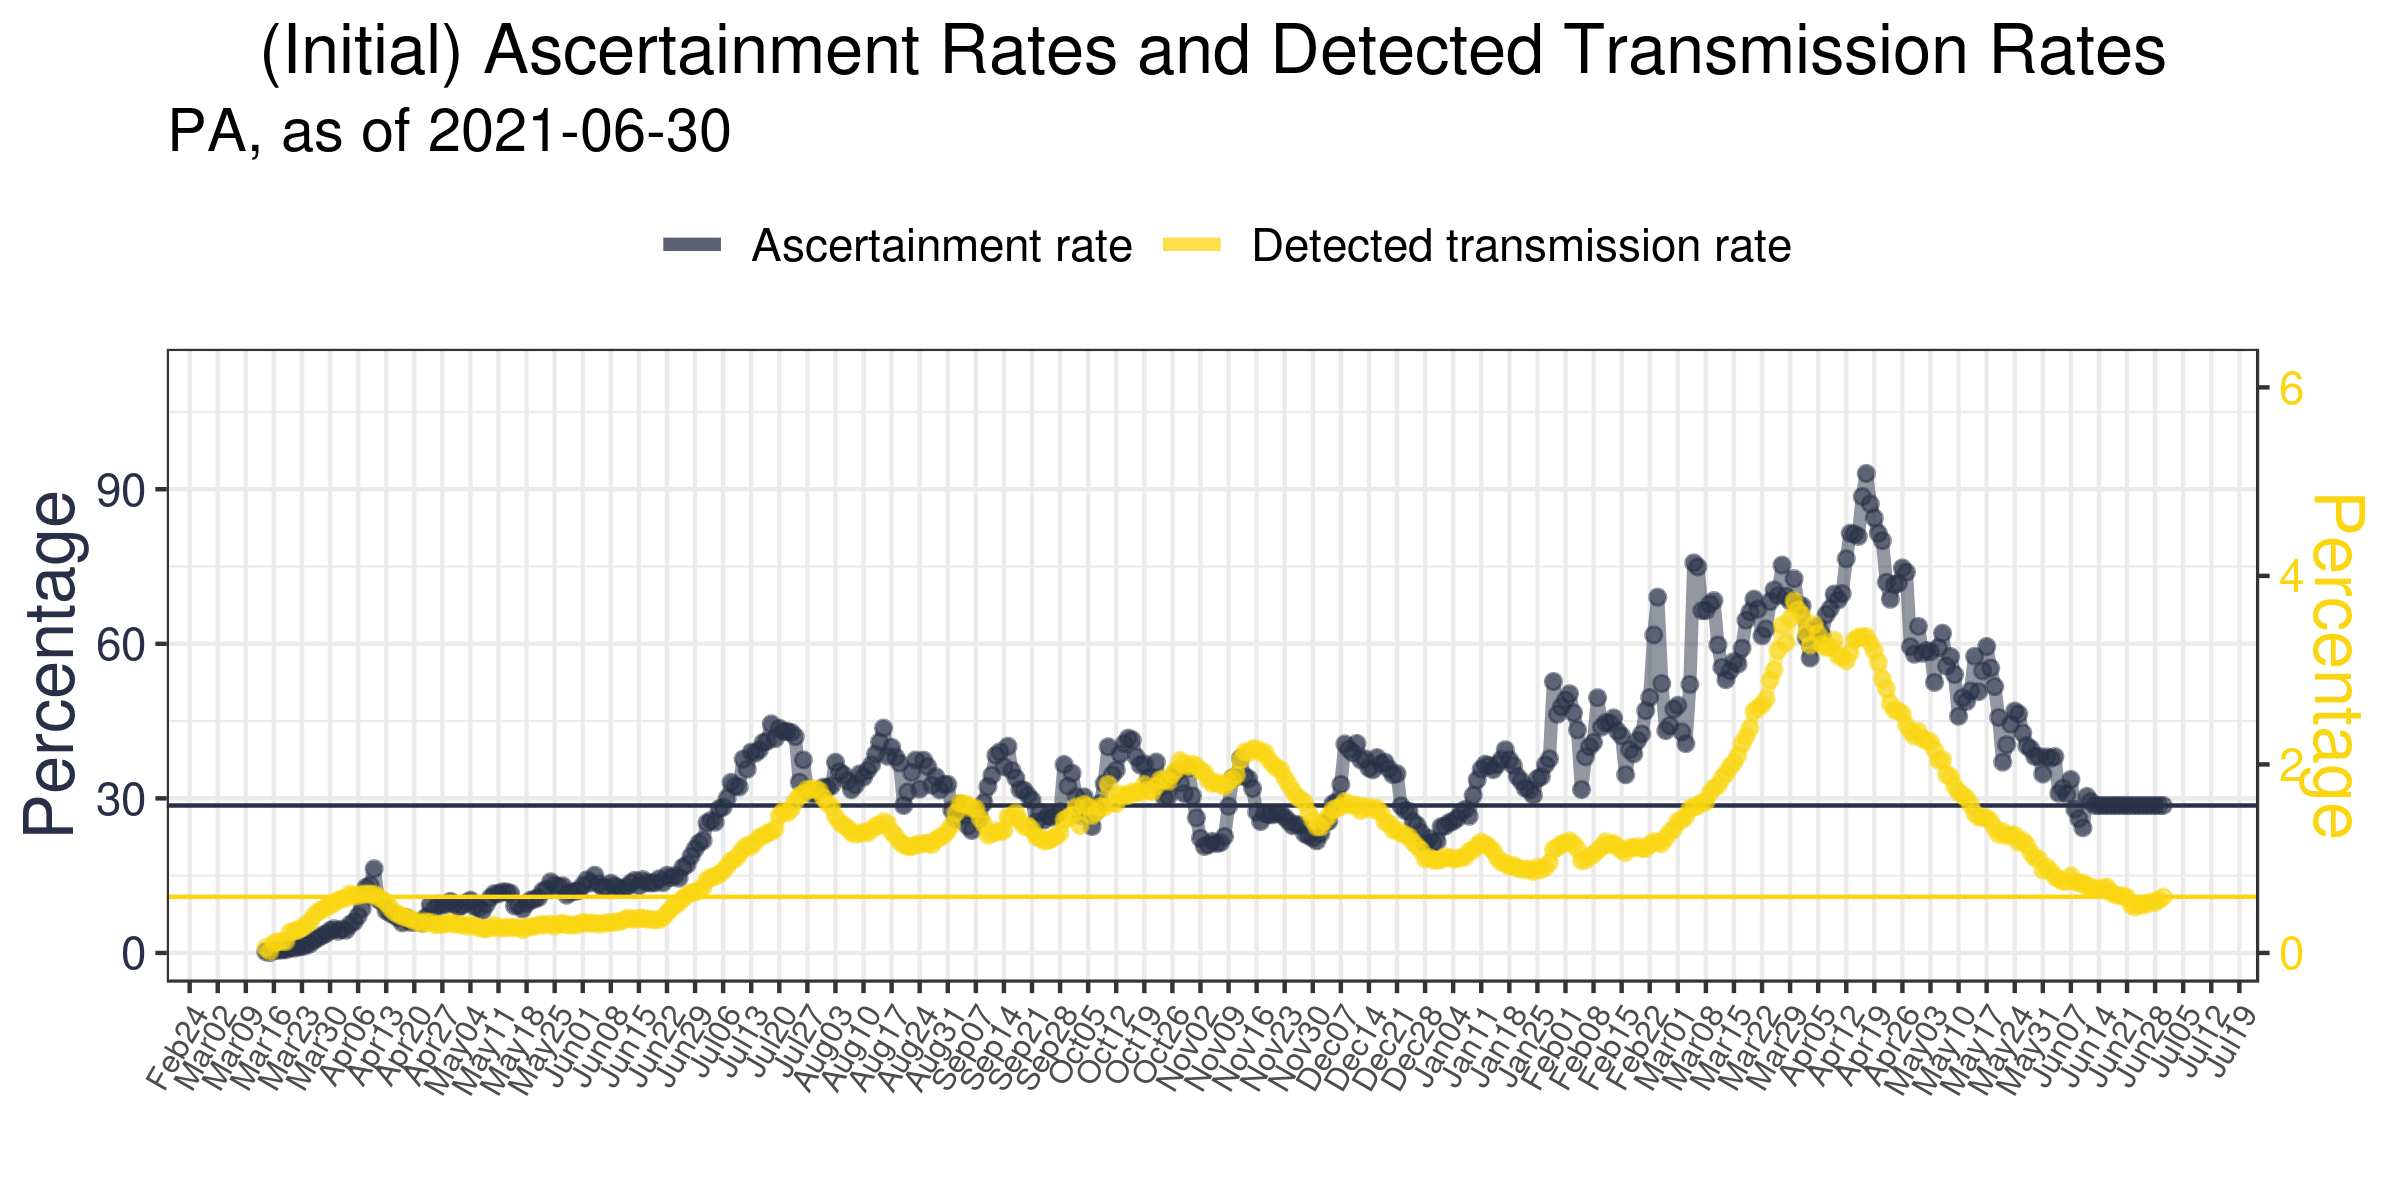 (Initial) Ascertainment Rates and Detected Transmission Rates
PA, as of 2021-06-30
Ascertainment rate Detected transmission rate
Percentage
90
60
30
0
6
4
2
0
Percentage
Feb24 Mar02 Mar09 Mar16 Mar23 Mar30 Apr06 Apr13 Apr20 Apr27 May04 May11 May18 May25 Jun01 Jun08 Jun15 Jun22 Jun29 Jul06 Jul13 Jul20 Jul27 Aug03 Aug10 Aug17 Aug24 Aug31 Sep07 Sep14 Sep21 Sep28 Oct05 Oct12 Oct19 Oct26 Nov02 Nov09 Nov16 Nov23 Nov30 Dec07 Dec14 Dec21 Dec28 Jan04 Jan11 Jan18 Jan25 Feb01 Feb08 Feb15 Feb22 Mar01 Mar08 Mar15 Mar22 Mar29 Apr05 Apr12 Apr19 Apr26 May03 May10 May17 May24 May31 Jun07 Jun14 Jun21 Jun28 Jul05 Jul12 Jul19